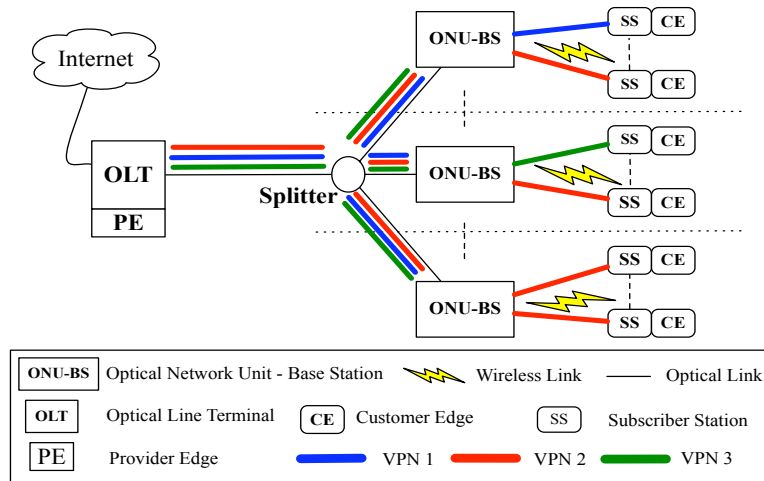 Internet
OLT
PE
Splitter
ONU-BS
SS CE
SS CE
ONU-BS
SS CE
SS CE
ONU-BS
SS CE
SS CE
ONU-BS Optical Network Unit - Base Station Wireless Link Optical Link
OLT Optical Line Terminal CE Customer Edge SS Subscriber Station
PE Provider Edge VPN 1 VPN 2 VPN 3